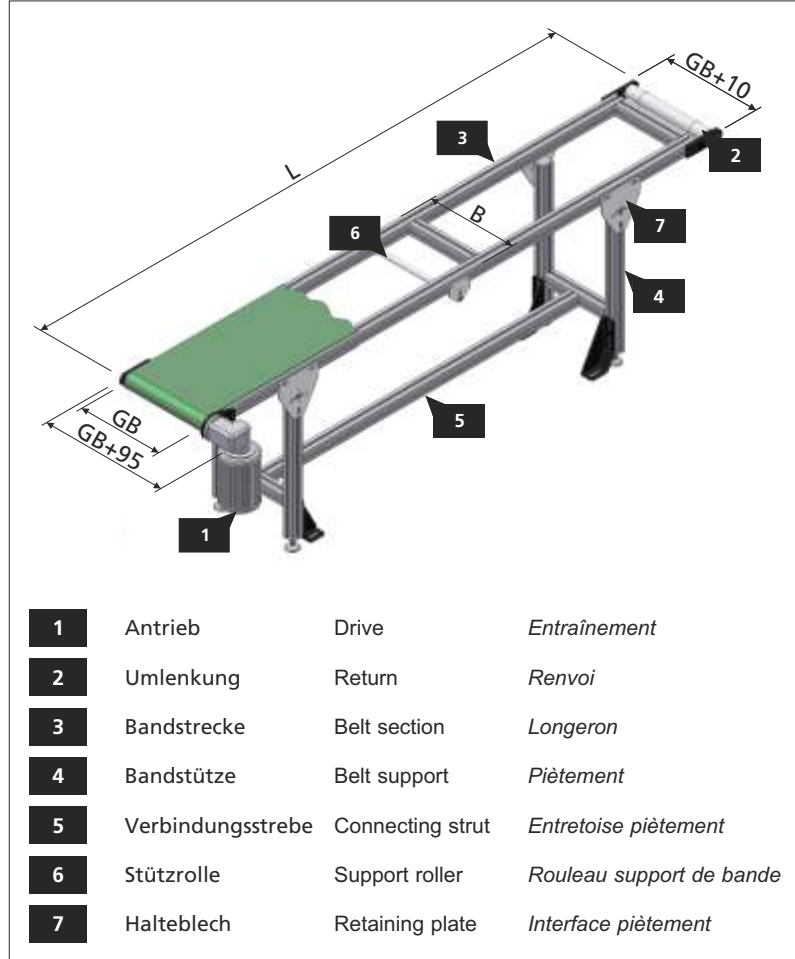 GB+10
3
2
L
B
6
7
4
GB
GB+95
5
1
1 Antrieb Drive Entraînement
2 Umlenkung Return Renvoi
3 Bandstrecke Belt section Longeron
4 Bandstütze Belt support Piètement
5 Verbindungsstrebe Connecting strut Entretoise piètement
6 Stützrolle Support roller Rouleau support de bande
7 Halteblech Retaining plate Interface piètement